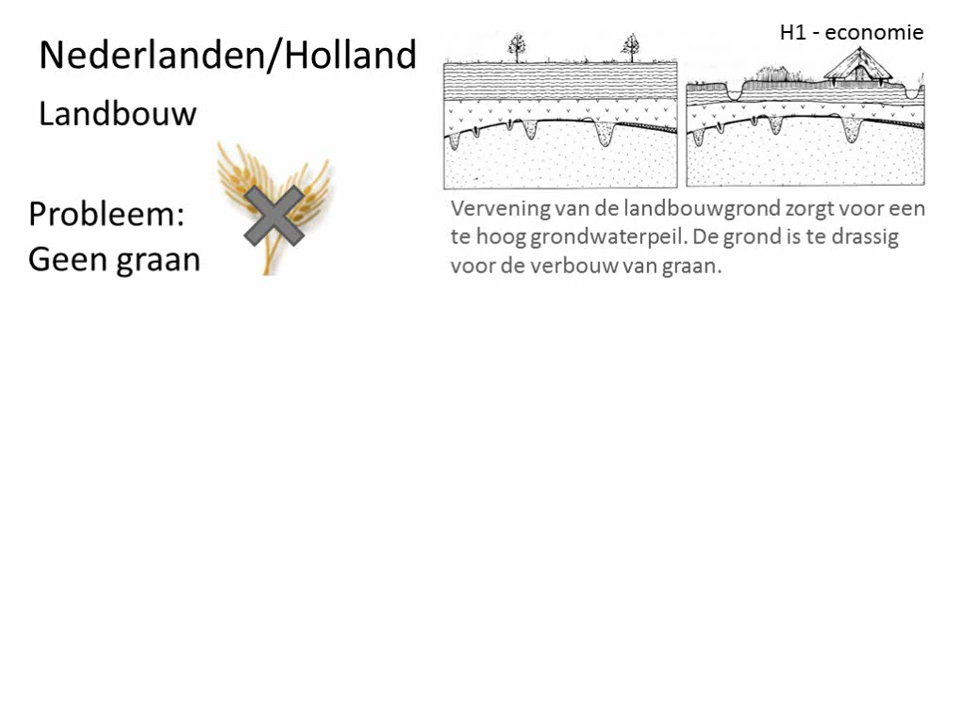 Nederlanden/Holland
H1 - economie
Landbouw
Probleem:
Geen graan
Vervening van de landbouwgrond zorgt voor een
te hoog grondwaterpeil. De grond is te drassig
voor de verbouw van graan.